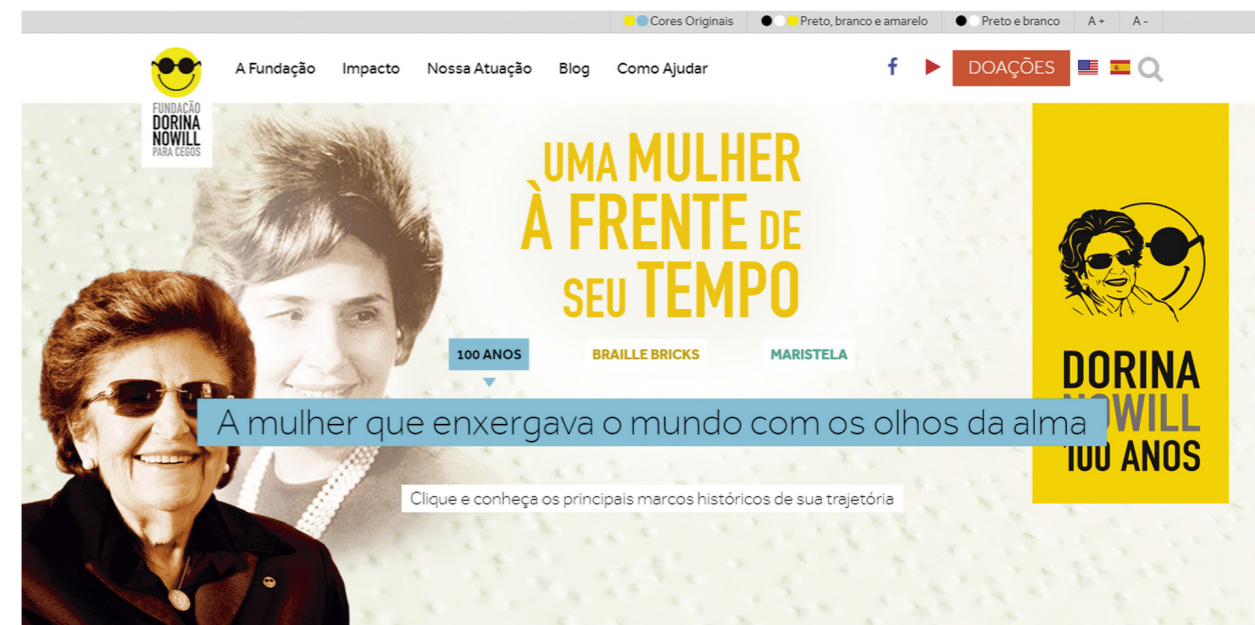 Cores Originais
Preto, branco e amarelo
Preto e branco
A +
A -
FUNDAÇÃO
DORINA
NOWILL
PARA CEGOS
A Fundação
Impacto
Nossa Atuação
Blog
Como Ajudar
f
DOAÇÕES
UMA MULHER
À FRENTE DE
SEU TEMPO
100 ANOS
BRAILLE BRICKS
MARISTELA
A mulher que enxergava o mundo com os olhos da alma
Clique e conheça os principais marcos históricos de sua trajetória
DORINA
NOWILL
100 ANOS